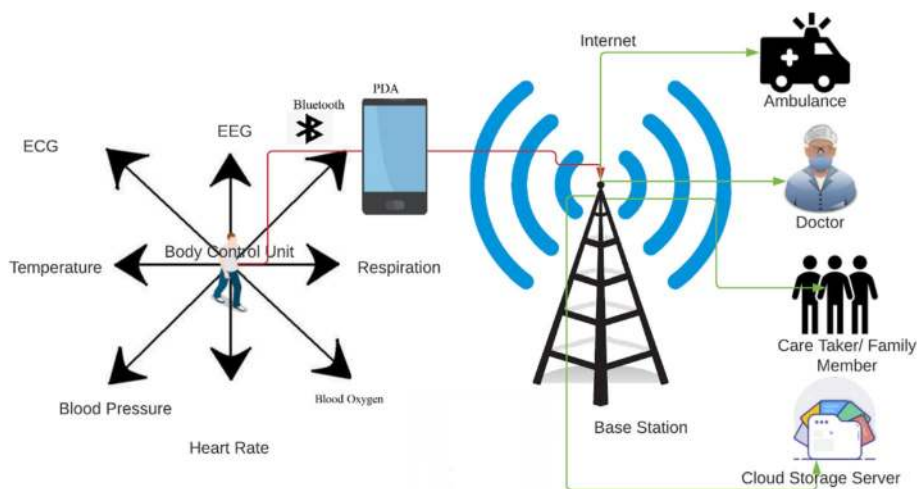 Internet
PDA
Bluetooth
Ambulance
EEG
ECG
Doctor
Body Control Unit
Temperature
Respiration
Care Taker/ Family
Member
Blood Oxygen
Blood Pressure
Base Station
Heart Rate
Cloud Storage Server